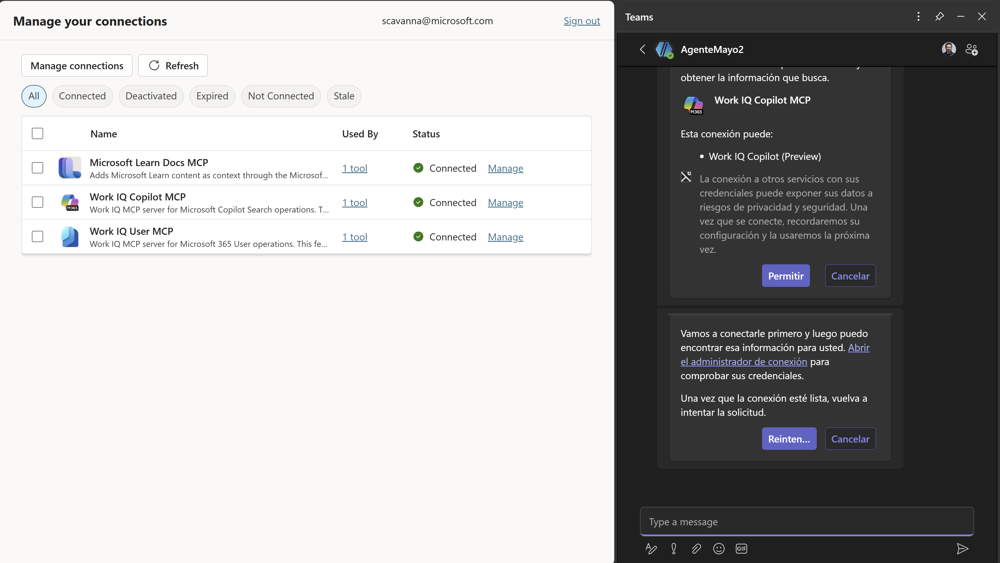 Manage your connections
scavanna@microsoft.com
Sign out
Manage connections
Refresh
All
Connected
Deactivated
Expired
Not Connected
Stale
Name
Used By
Status
Microsoft Learn Docs MCP
Adds Microsoft Learn content as context through the Microsof...
1 tool
Connected
Manage
Work IQ Copilot MCP
Work IQ MCP server for Microsoft Copilot Search operations. T...
1 tool
Connected
Manage
M365
Work IQ User MCP
Work IQ MCP server for Microsoft 365 User operations. This fe...
1 tool
Connected
Manage
Teams
AgenteMayo2
obtener la información que busca.
Work IQ Copilot MCP
M365
Esta conexión puede:
• Work IQ Copilot (Preview)
La conexión a otros servicios con sus
credenciales puede exponer sus datos a
riesgos de privacidad y seguridad. Una
vez que se conecte, recordaremos su
configuración y la usaremos la próxima
vez.
Permitir
Cancelar
Vamos a conectarle primero y luego puedo
encontrar esa información para usted. Abrir
el administrador de conexión para
comprobar sus credenciales.
Una vez que la conexión esté lista, vuelva a
intentar la solicitud.
Reinten...
Cancelar
Type a message
GIF